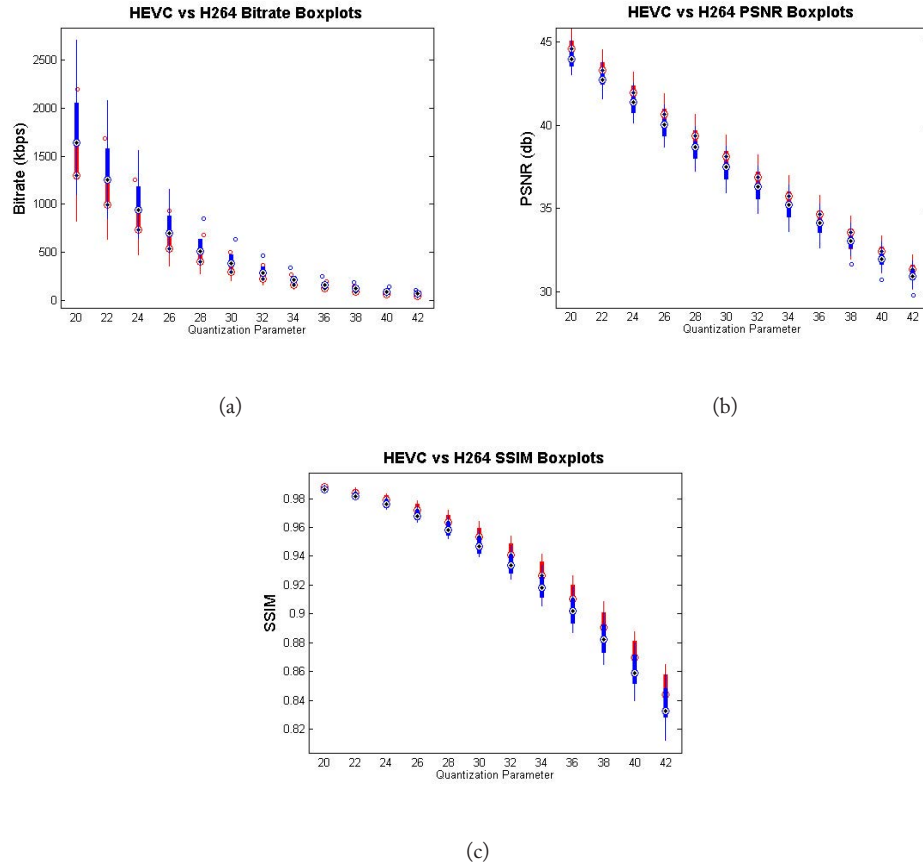 HEVC vs H264 Bitrate Boxplots
2500
2000
1500
1000
500
0
Bitrate (kbps)
20 22 24 26 28 30 32 34 36 38 40 42
Quantization Parameter
(a)
HEVC vs H264 PSNR Boxplots
45
40
35
30
PSNR (db)
20 22 24 26 28 30 32 34 36 38 40 42
Quantization Parameter
(b)
HEVC vs H264 SSIM Boxplots
0.98
0.96
0.94
0.92
0.9
0.88
0.86
0.84
0.82
SSIM
20 22 24 26 28 30 32 34 36 38 40 42
Quantization Parameter
(c)